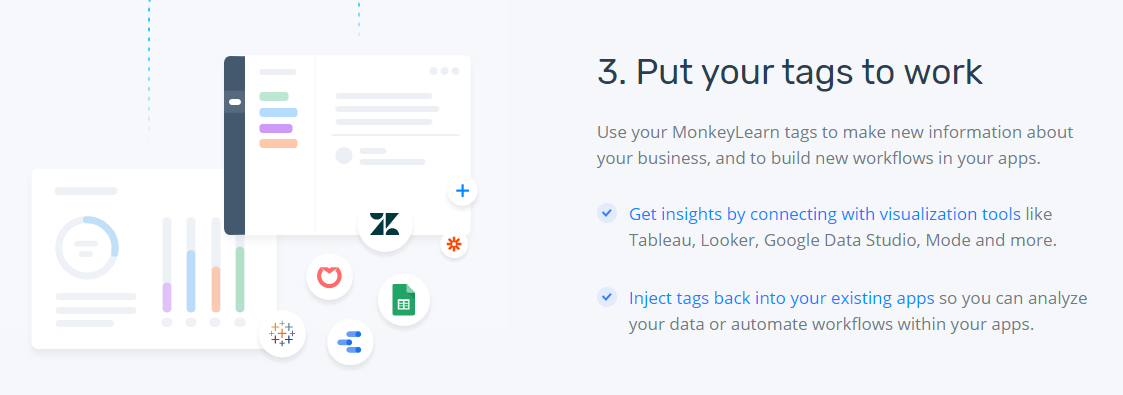 3. Put your tags to work
Use your MonkeyLearn tags to make new information about
your business, and to build new workflows in your apps.
Get insights by connecting with visualization tools like
Tableau, Looker, Google Data Studio, Mode and more.
Inject tags back into your existing apps so you can analyze
your data or automate workflows within your apps.